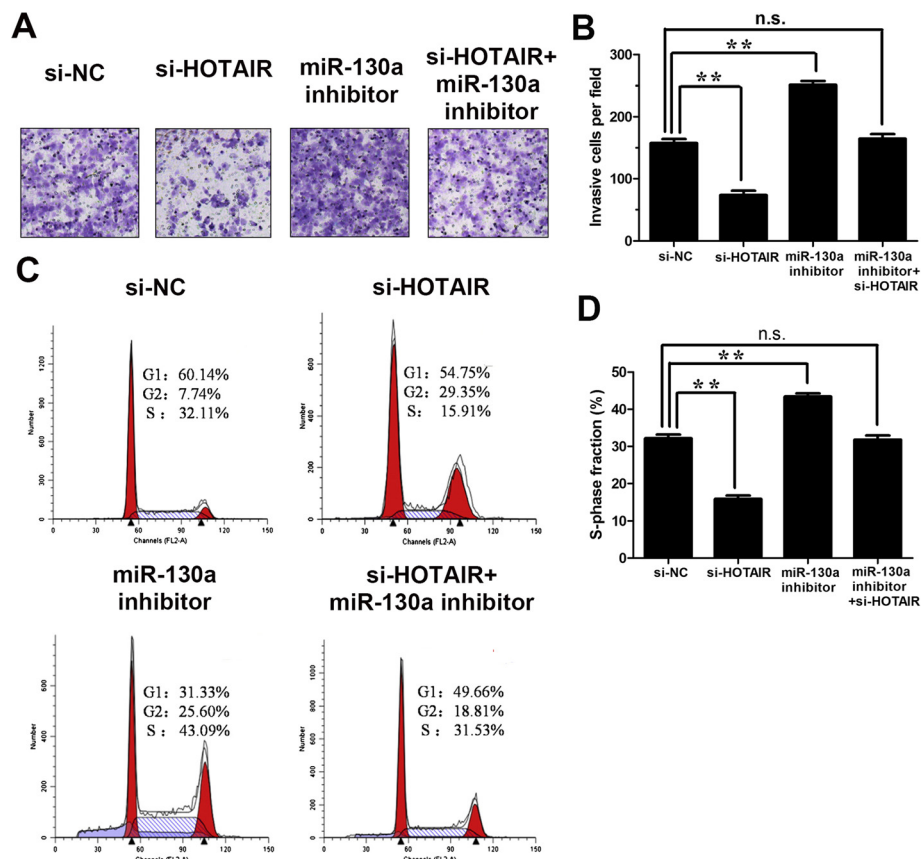 A
si-NC
si-HOTAIR
miR-130a
inhibitor
si-HOTAIR+
miR-130a
inhibitor
B
n.s.
**
**
Invasive cells per field
300
200
100
0
si-NC
si-HOTAIR
miR-130a
inhibitor
miR-130a
inhibitor+
si-HOTAIR
C
si-NC
Number
1200
900
600
300
0
G1: 60.14%
G2: 7.74%
S : 32.11%
0 30 60 90 120 150
Channels (FL2-A)
si-HOTAIR
Number
600
400
200
0
G1: 54.75%
G2: 29.35%
S : 15.91%
0 30 60 90 120 150
Channels (FL2-A)
miR-130a
inhibitor
Number
600
400
200
0
G1: 31.33%
G2: 25.60%
S : 43.09%
0 30 60 90 120 150
Channels (FL2-A)
si-HOTAIR+
miR-130a inhibitor
Number
1000
800
600
400
200
0
G1: 49.66%
G2: 18.81%
S : 31.53%
0 30 60 90 120 150
Channels (FL2-A)
D
n.s.
**
**
S-phase fraction (%)
50
40
30
20
10
0
si-NC
si-HOTAIR
miR-130a
inhibitor
miR-130a
inhibitor
+si-HOTAIR